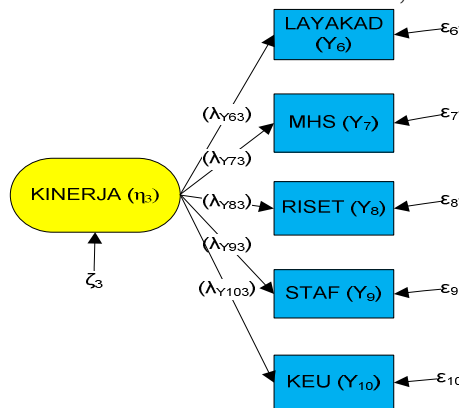 LAYAKAD
(Y₆)
ε₆
(λY63)
MHS (Y₇)
ε₇
(λY73)
KINERJA (η₃)
(λY83)
RISET (Y₈)
ε₈
(λY93)
ζ₃
STAF (Y₉)
ε₉
(λY103)
KEU (Y₁₀)
ε₁₀